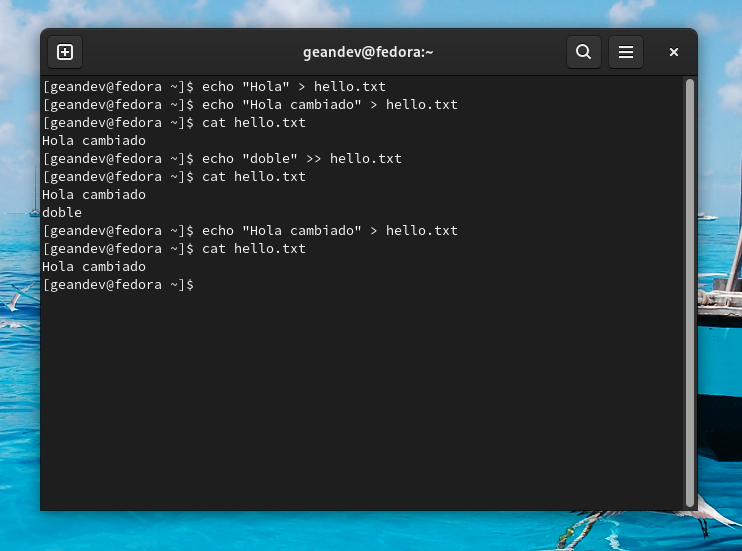 geandev@fedora:~
[geandev@fedora ~]$ echo "Hola" > hello.txt
[geandev@fedora ~]$ echo "Hola cambiado" > hello.txt
[geandev@fedora ~]$ cat hello.txt
Hola cambiado
[geandev@fedora ~]$ echo "doble" >> hello.txt
[geandev@fedora ~]$ cat hello.txt
Hola cambiado
doble
[geandev@fedora ~]$ echo "Hola cambiado" > hello.txt
[geandev@fedora ~]$ cat hello.txt
Hola cambiado
[geandev@fedora ~]$